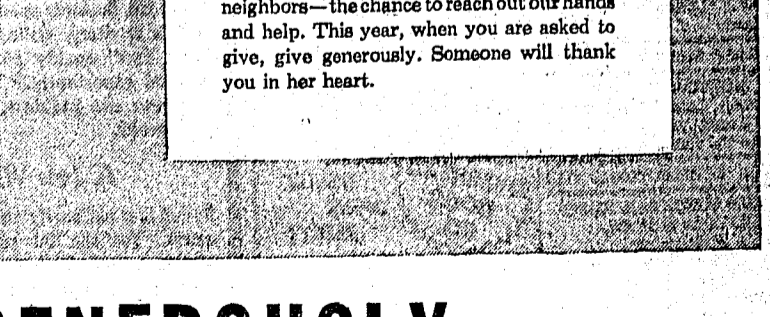 neighbors—the chance to reach out our hands
and help. This year, when you are asked to
give, give generously. Someone will thank
you in her heart.